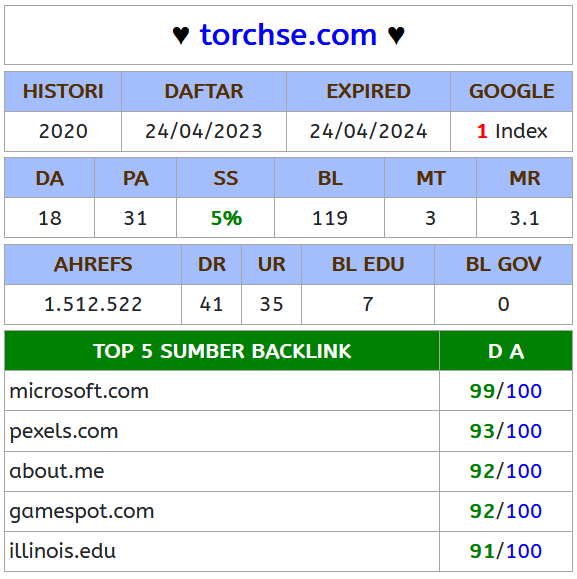 ♥ torchse.com ♥
HISTORI DAFTAR EXPIRED GOOGLE
2020 24/04/2023 24/04/2024 1 Index
DA PA SS BL MT MR
18 31 5% 119 3 3.1
AHREFS DR UR BL EDU BL GOV
1.512.522 41 35 7 0
TOP 5 SUMBER BACKLINK D A
microsoft.com 99/100
pexels.com 93/100
about.me 92/100
gamespot.com 92/100
illinois.edu 91/100